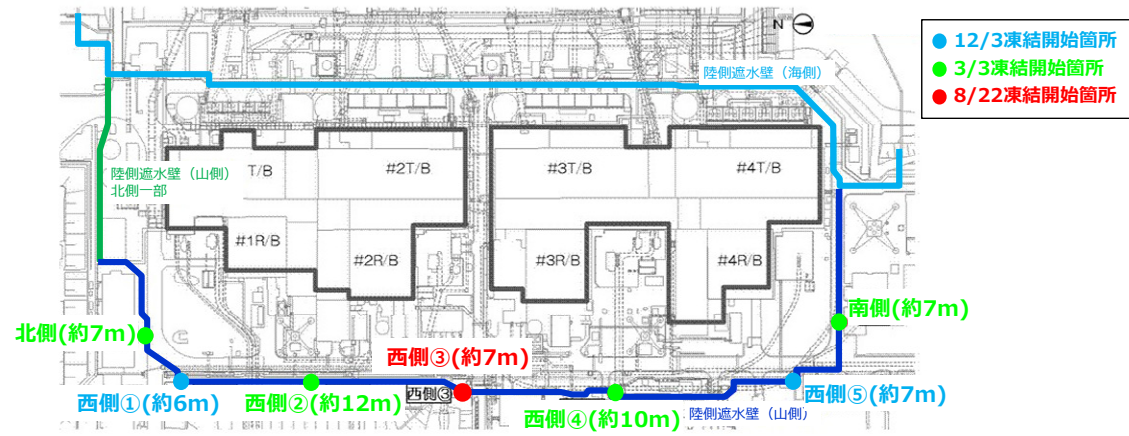 N
12/3凍結開始箇所
3/3凍結開始箇所
8/22凍結開始箇所
陸側遮水壁（海側）
陸側遮水壁（山側）
北側一部
T/B
#2T/B
#3T/B
#4T/B
#1R/B
#2R/B
#3R/B
#4R/B
北側(約7m)
南側(約7m)
西側③(約7m)
西側③
西側①(約6m)
西側②(約12m)
西側④(約10m)
西側⑤(約7m)
陸側遮水壁（山側）